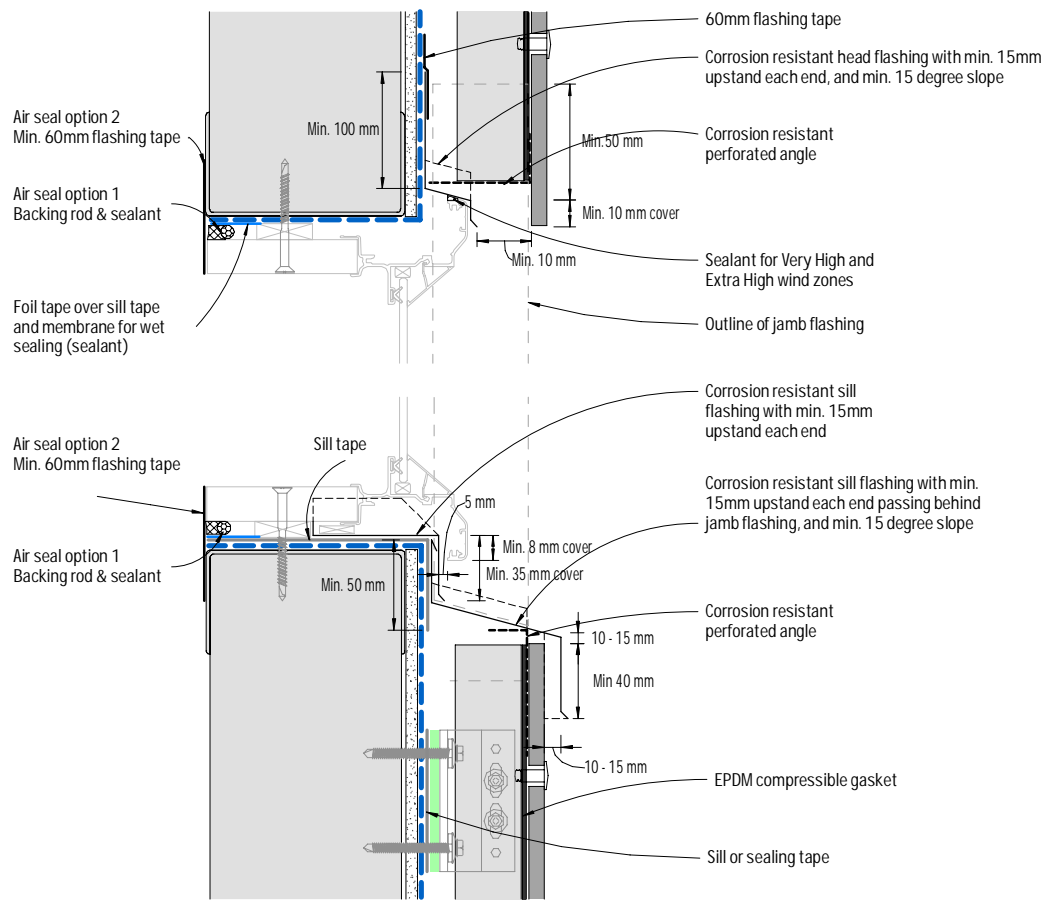 60mm flashing tape
Corrosion resistant head flashing with min. 15mm
upstand each end, and min. 15 degree slope
Air seal option 2
Min. 60mm flashing tape
Min. 100 mm
Min.50 mm
Corrosion resistant
perforated angle
Air seal option 1
Backing rod & sealant
Min. 10 mm cover
Min. 10 mm
Sealant for Very High and
Extra High wind zones
Foil tape over sill tape
and membrane for wet
sealing (sealant)
Outline of jamb flashing
Corrosion resistant sill
flashing with min. 15mm
upstand each end
Air seal option 2
Min. 60mm flashing tape
Sill tape
Corrosion resistant sill flashing with min.
15mm upstand each end passing behind
jamb flashing, and min. 15 degree slope
5 mm
Min. 8 mm cover
Min. 35 mm cover
Air seal option 1
Backing rod & sealant
Min. 50 mm
Corrosion resistant
perforated angle
10 - 15 mm
Min 40 mm
10 - 15 mm
EPDM compressible gasket
Sill or sealing tape